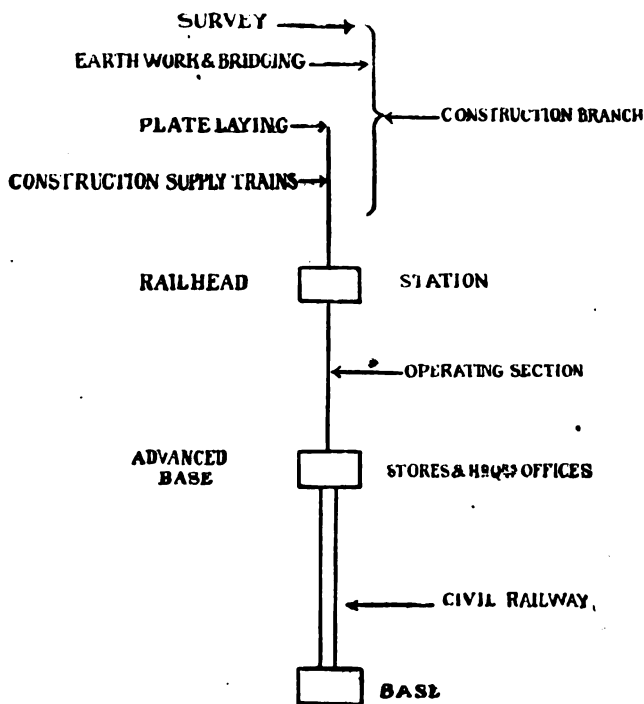 SURVEY
EARTH WORK & BRIDGING
CONSTRUCTION BRANCH
PLATE LAYING
CONSTRUCTION SUPPLY TRAINS
RAILHEAD
STATION
OPERATING SECTION
ADVANCED
BASE
STORES & HDQRS OFFICES
CIVIL RAILWAY.
BASE